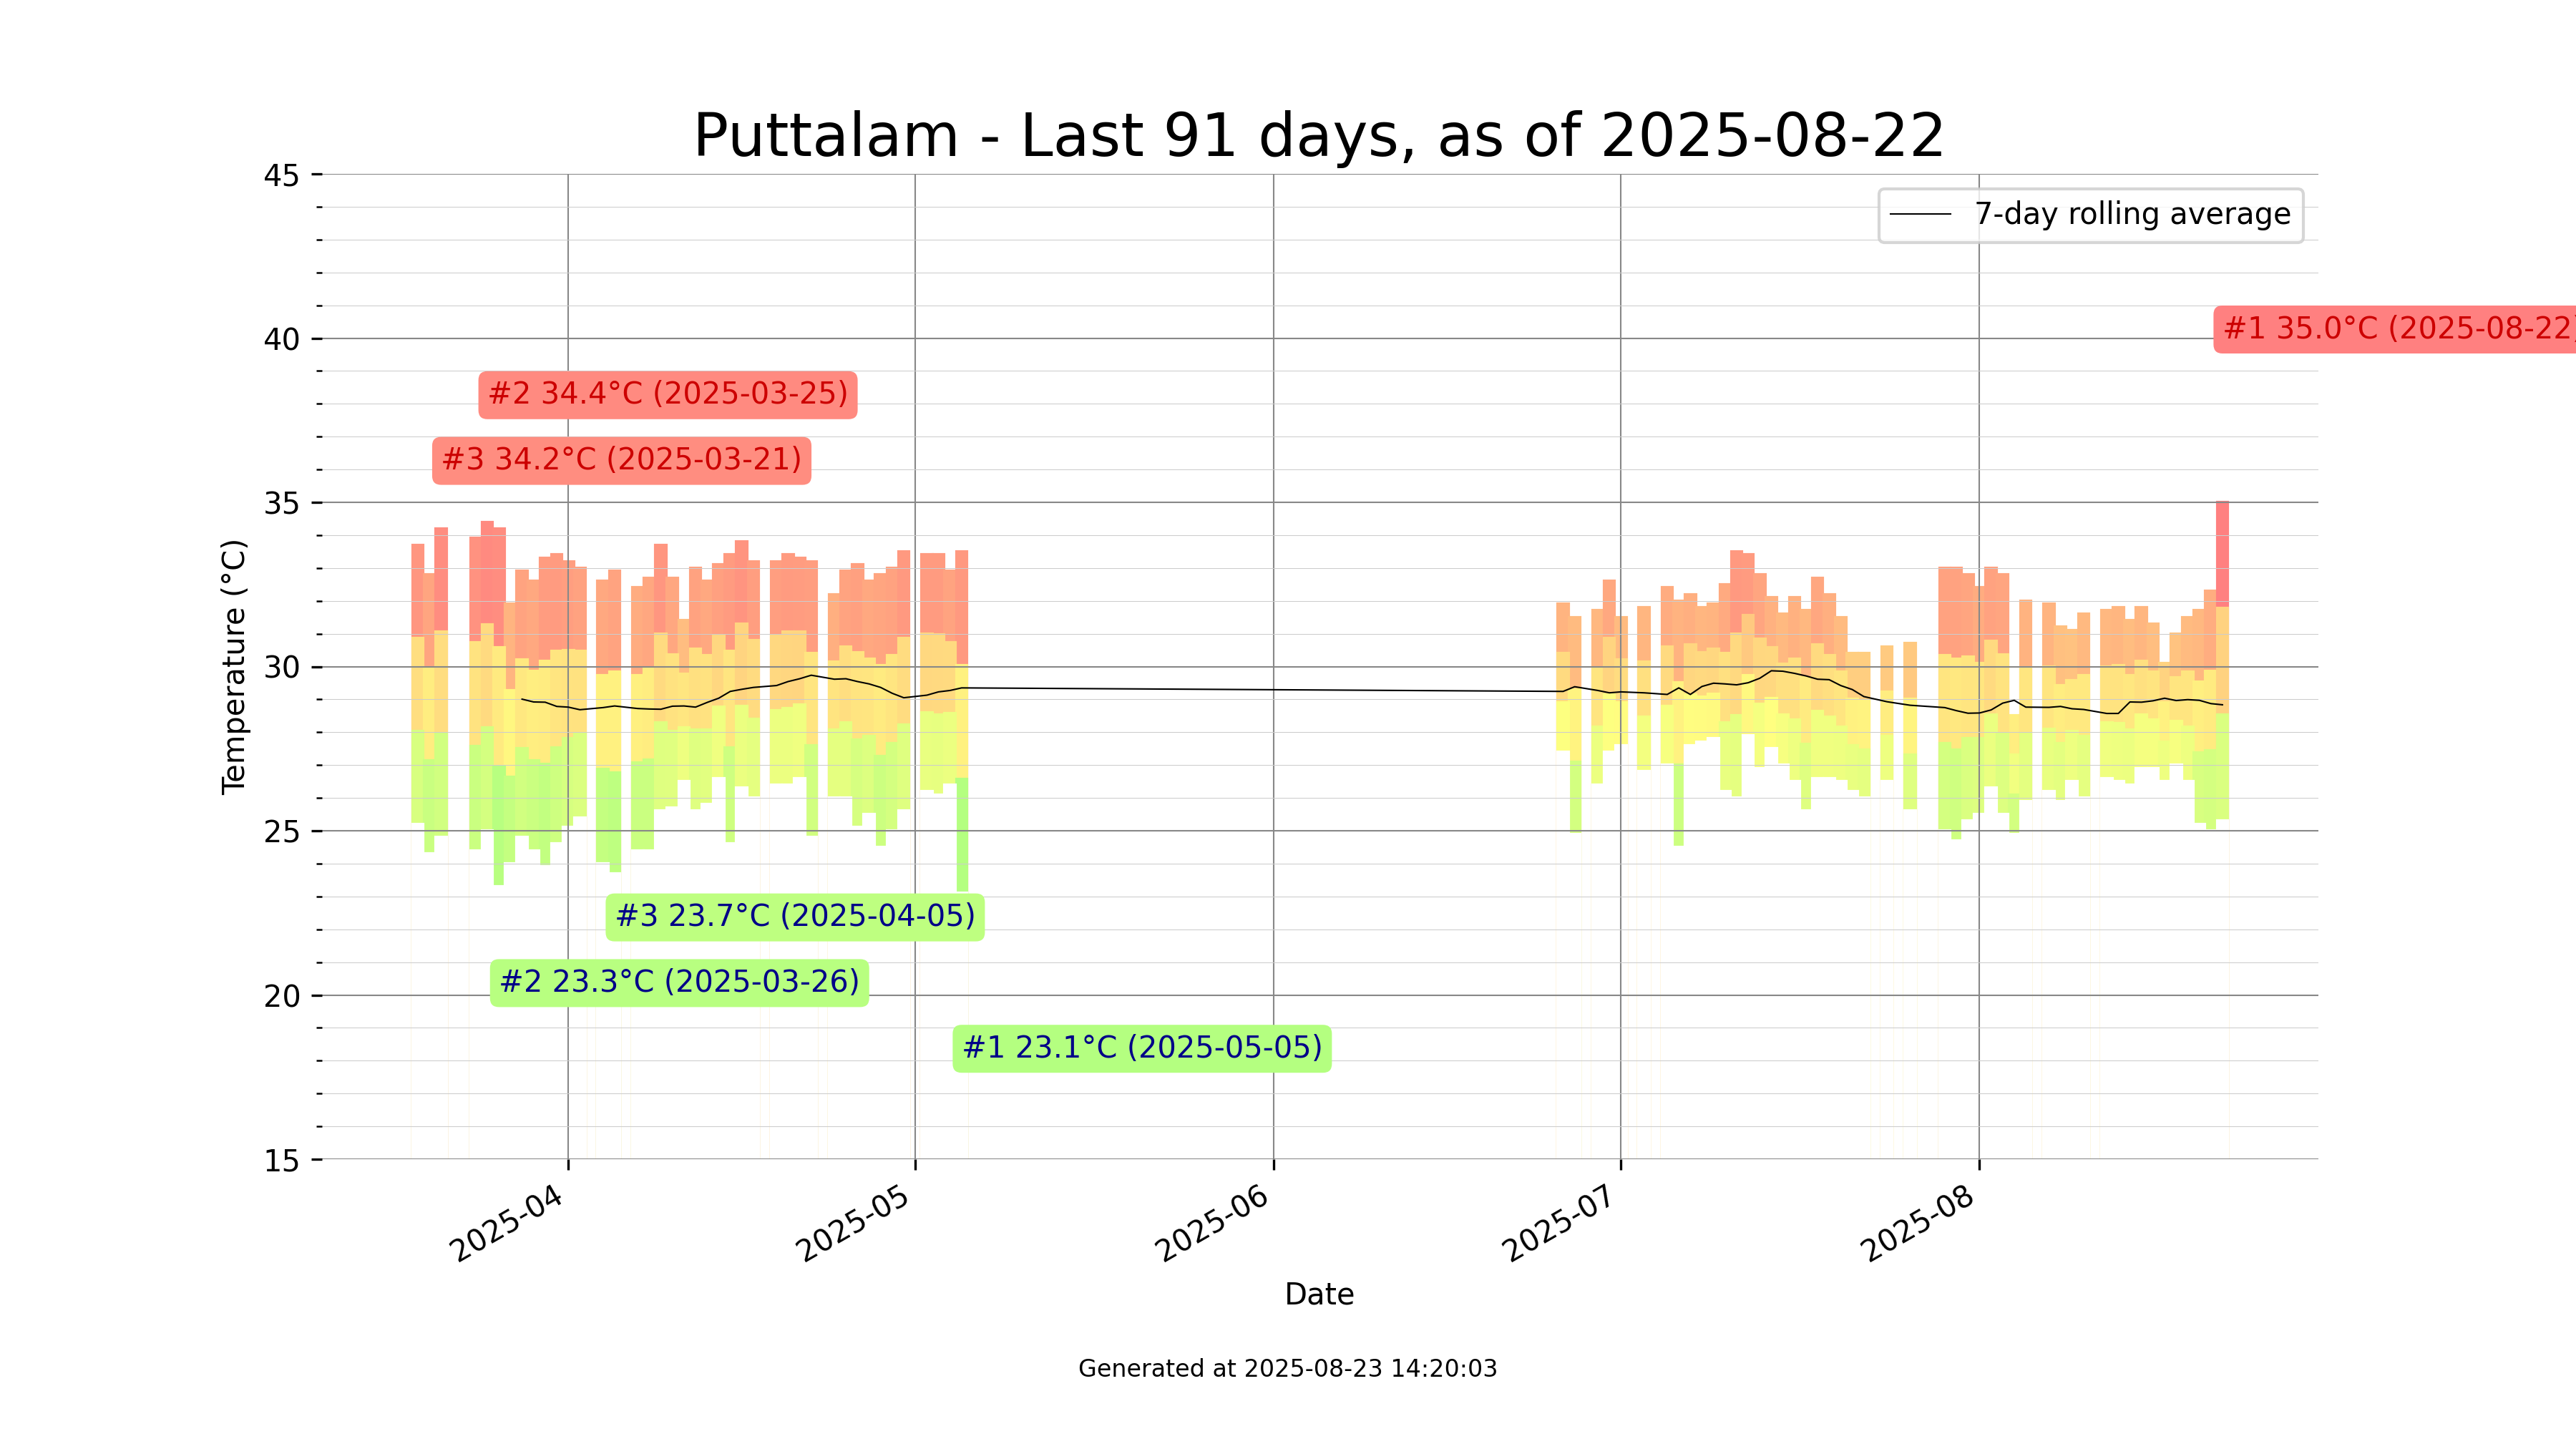 Puttalam - Last 91 days, as of 2025-08-22
45
40
35
30
25
20
15
Temperature (°C)
7-day rolling average
#1 35.0°C (2025-08-22)
#2 34.4°C (2025-03-25)
#3 34.2°C (2025-03-21)
#3 23.7°C (2025-04-05)
#2 23.3°C (2025-03-26)
#1 23.1°C (2025-05-05)
2025-04
2025-05
2025-06
2025-07
2025-08
Date
Generated at 2025-08-23 14:20:03